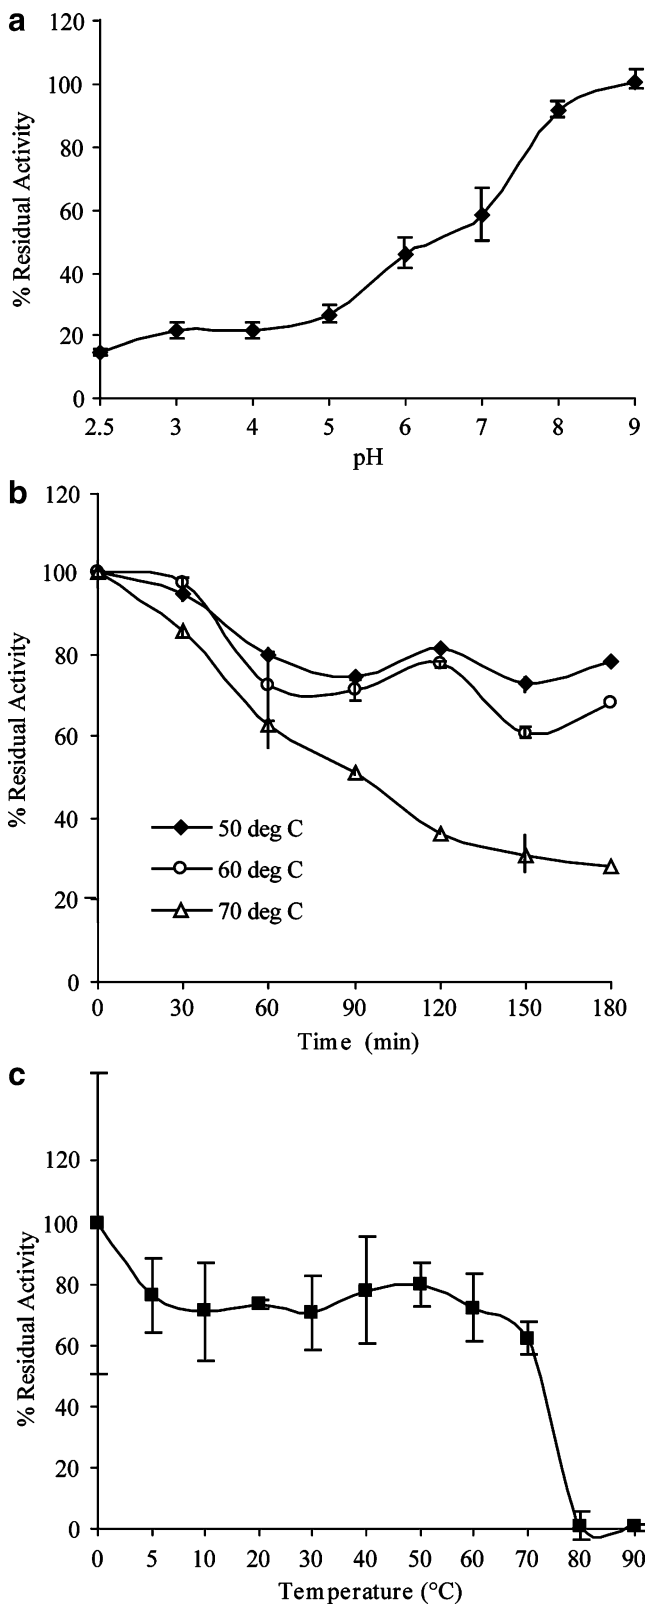 a
120
100
80
60
40
20
0
% Residual Activity
2.5 3 4 5 6 7 8 9
pH
b
120
100
80
60
40
20
0
% Residual Activity
50 deg C
60 deg C
70 deg C
0 30 60 90 120 150 180
Time (min)
c
120
100
80
60
40
20
0
% Residual Activity
0 5 10 20 30 40 50 60 70 80 90
Temperature (°C)